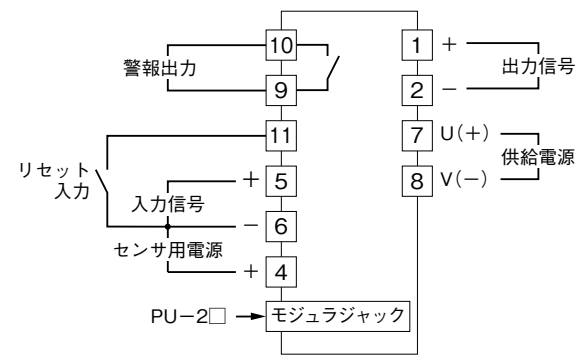 警報出力
10
9
11
リセット
入力
入力信号
+ 5
− 6
センサ用電源
+ 4
PU−2□
モジュラジャック
1 +
2 −
出力信号
7 U(+)
8 V(−)
供給電源